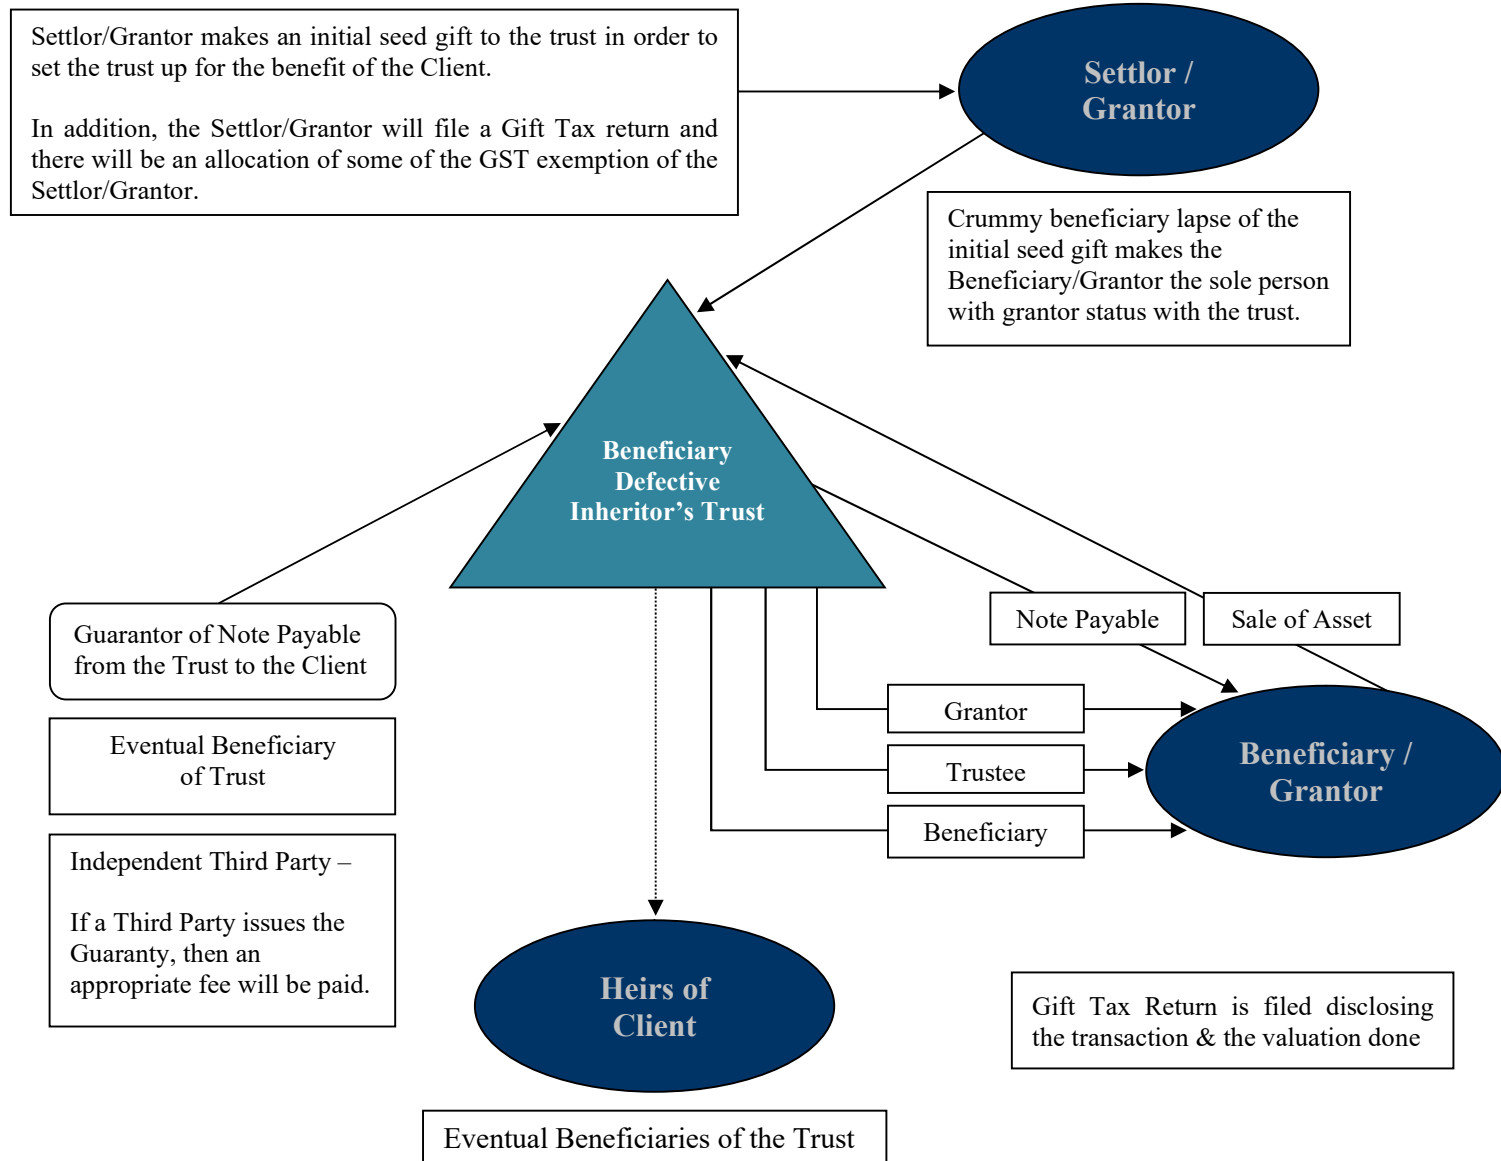 Settlor/Grantor makes an initial seed gift to the trust in order to
set the trust up for the benefit of the Client.
In addition, the Settlor/Grantor will file a Gift Tax return and
there will be an allocation of some of the GST exemption of the
Settlor/Grantor.
Settlor /
Grantor
Crummy beneficiary lapse of the
initial seed gift makes the
Beneficiary/Grantor the sole person
with grantor status with the trust.
Beneficiary
Defective
Inheritor’s Trust
Guarantor of Note Payable
from the Trust to the Client
Note Payable
Sale of Asset
Eventual Beneficiary
of Trust
Grantor
Trustee
Beneficiary
Beneficiary /
Grantor
Independent Third Party –
If a Third Party issues the
Guaranty, then an
appropriate fee will be paid.
Heirs of
Client
Gift Tax Return is filed disclosing
the transaction & the valuation done
Eventual Beneficiaries of the Trust